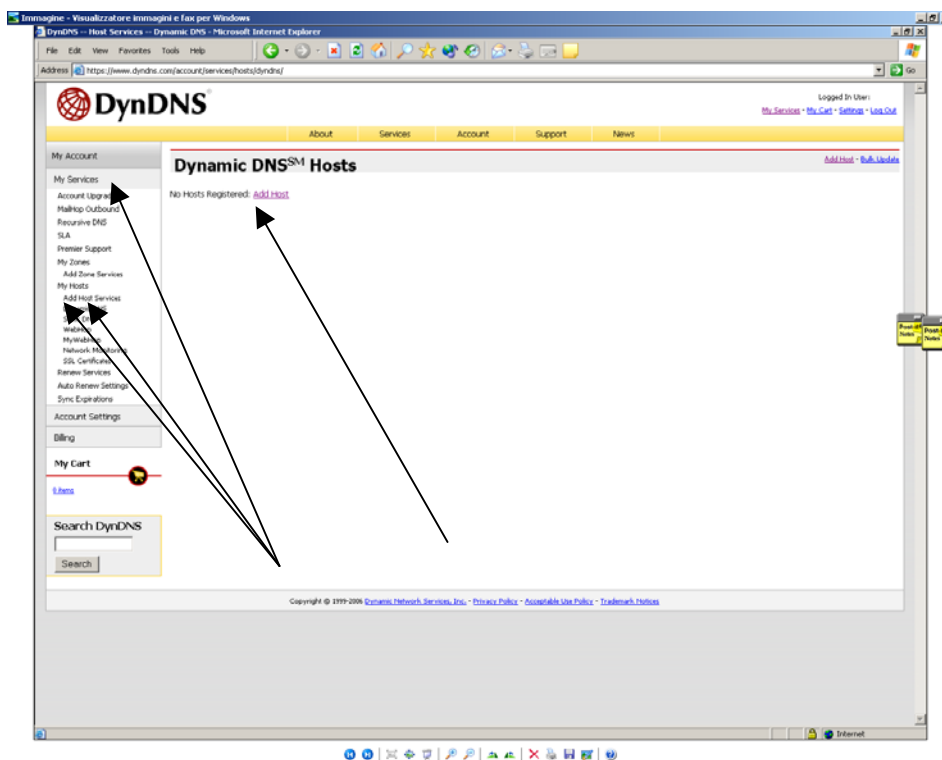 Immagine - Visualizzatore immagini e fax per Windows
DynDNS -- Host Services -- Dynamic DNS - Microsoft Internet Explorer
File Edit View Favorites Tools Help
Address https://www.dyndns.com/account/services/hosts/dyndns/ Go
DynDNS
Logged In User:
My Services - My Cart - Settings - Log Out
About Services Account Support News
My Account
Dynamic DNS℠ Hosts
Add Host - Bulk Update
My Services
No Hosts Registered: Add Host
Account Upgrad
MailHop Outbound
Recursive DNS
SLA
Premier Support
My Zones
Add Zone Services
My Hosts
Add Host Services
WebHop
MyWebHop
Network Monitoring
SSL Certificates
Renew Services
Auto Renew Settings
Sync Expirations
Account Settings
Billing
My Cart
0 items
Search DynDNS
Search
Copyright © 1999-2006 Dynamic Network Services, Inc. - Privacy Policy - Acceptable Use Policy - Trademark Notices
Internet